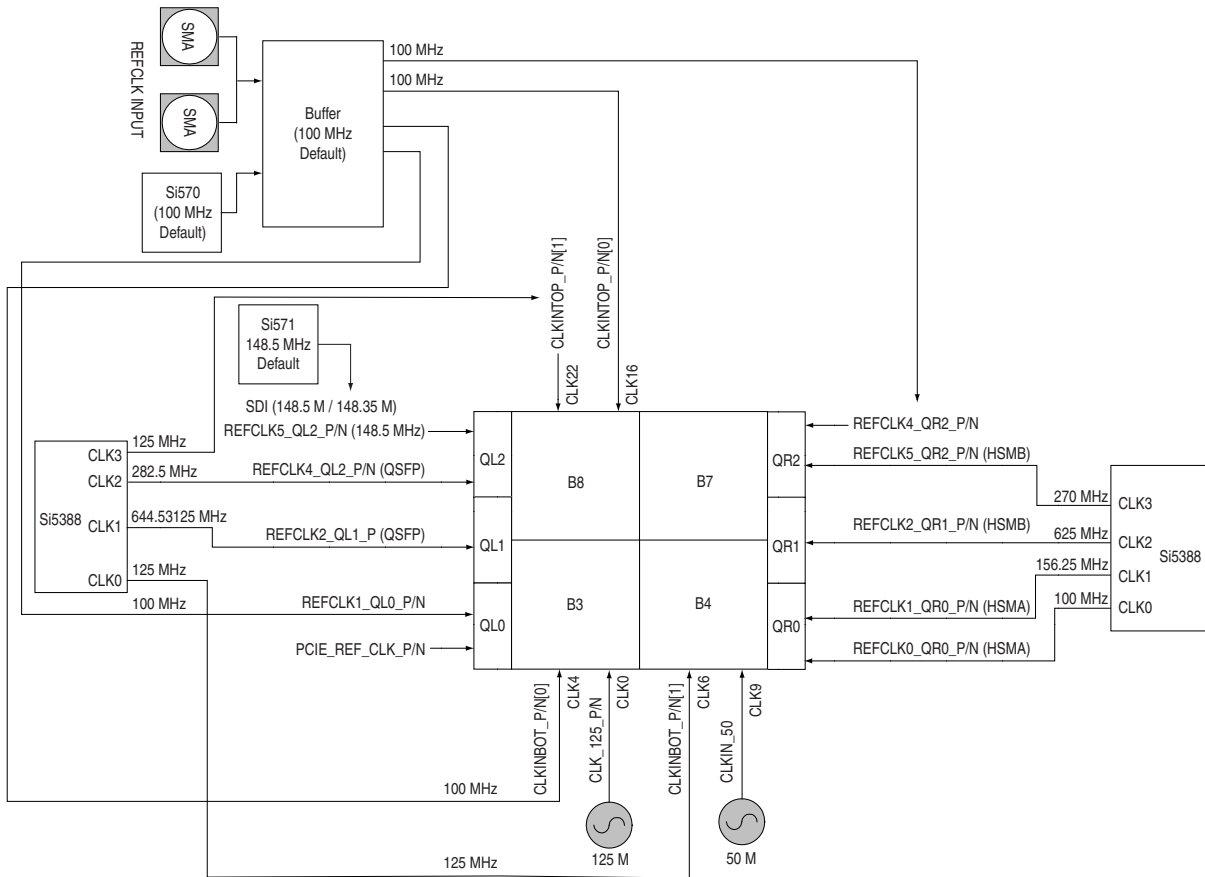 SMA
SMA
REFCLK INPUT
Buffer
(100 MHz
Default)
Si570
(100 MHz
Default)
100 MHz
100 MHz
CLKINTOP_P/N[1]
CLKINTOP_P/N[0]
CLK22
CLK16
Si571
148.5 MHz
Default
SDI (148.5 M / 148.35 M)
REFCLK5_QL2_P/N (148.5 MHz)
REFCLK4_QL2_P/N (QSFP)
REFCLK2_QL1_P (QSFP)
REFCLK1_QL0_P/N
PCIE_REF_CLK_P/N
Si5388
CLK3
CLK2
CLK1
CLK0
125 MHz
282.5 MHz
644.53125 MHz
125 MHz
100 MHz
QL2
QL1
QL0
B8
B7
B3
B4
QR2
QR1
QR0
REFCLK4_QR2_P/N
REFCLK5_QR2_P/N (HSMB)
REFCLK2_QR1_P/N (HSMB)
REFCLK1_QR0_P/N (HSMA)
REFCLK0_QR0_P/N (HSMA)
270 MHz
625 MHz
156.25 MHz
100 MHz
CLK3
CLK2
CLK1
CLK0
Si5388
CLKINBOT_P/N[0]
CLK4
CLK_125_P/N
CLK0
CLKINBOT_P/N[1]
CLK6
CLKIN_50
CLK9
100 MHz
125 MHz
125 M
50 M